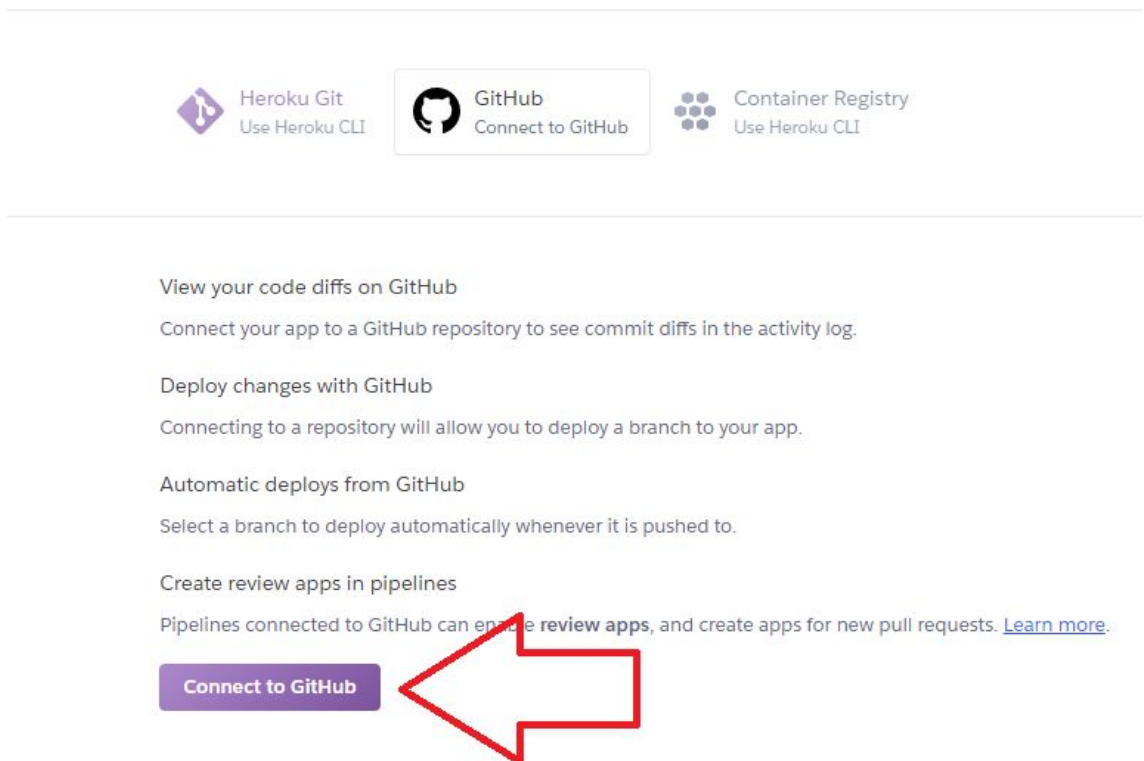 Heroku Git
Use Heroku CLI
GitHub
Connect to GitHub
Container Registry
Use Heroku CLI
View your code diffs on GitHub
Connect your app to a GitHub repository to see commit diffs in the activity log.
Deploy changes with GitHub
Connecting to a repository will allow you to deploy a branch to your app.
Automatic deploys from GitHub
Select a branch to deploy automatically whenever it is pushed to.
Create review apps in pipelines
Pipelines connected to GitHub can enable review apps, and create apps for new pull requests. Learn more.
Connect to GitHub